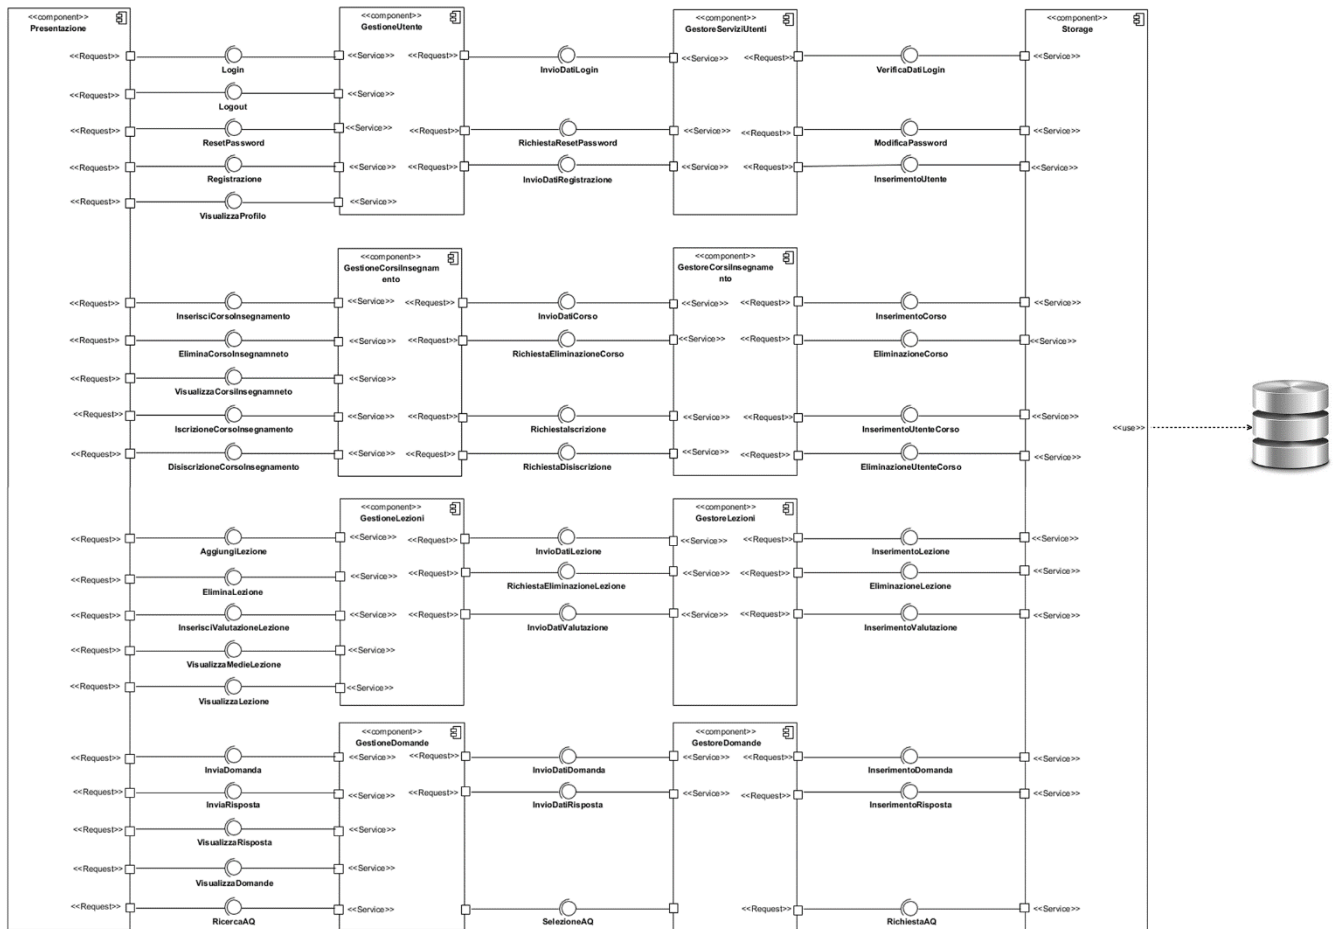 <<component>>
Presentazione
<<component>>
GestioneUtente
<<component>>
GestoreServiziUtenti
<<component>>
Storage
<<Request>>
Login
<<Service>>
<<Request>>
InvioDatiLogin
<<Service>>
<<Request>>
VerificaDatiLogin
<<Service>>
<<Request>>
Logout
<<Service>>
<<Request>>
ResetPassword
<<Service>>
<<Request>>
RichiestaResetPassword
<<Service>>
<<Request>>
ModificaPassword
<<Service>>
<<Request>>
Registrazione
<<Service>>
<<Request>>
InvioDatiRegistrazione
<<Service>>
<<Request>>
InserimentoUtente
<<Service>>
<<Request>>
VisualizzaProfilo
<<Service>>
<<component>>
GestioneCorsiInsegnam
ento
<<component>>
GestoreCorsiInsegname
nto
<<Request>>
InserisciCorsoInsegnamento
<<Service>>
<<Request>>
InvioDatiCorso
<<Service>>
<<Request>>
InserimentoCorso
<<Service>>
<<Request>>
EliminaCorsoInsegnamneto
<<Service>>
<<Request>>
RichiestaEliminazioneCorso
<<Service>>
<<Request>>
EliminazioneCorso
<<Service>>
<<Request>>
VisualizzaCorsiInsegnamneto
<<Service>>
<<Request>>
IscrizioneCorsoInsegnamento
<<Service>>
<<Request>>
RichiestaIscrizione
<<Service>>
<<Request>>
InserimentoUtenteCorso
<<Service>>
<<use>>
<<Request>>
DisiscrizioneCorsoInsegnamento
<<Service>>
<<Request>>
RichiestaDisiscrizione
<<Service>>
<<Request>>
EliminazioneUtenteCorso
<<Service>>
<<component>>
GestioneLezioni
<<component>>
GestoreLezioni
<<Request>>
AggiungiLezione
<<Service>>
<<Request>>
InvioDatiLezione
<<Service>>
<<Request>>
InserimentoLezione
<<Service>>
<<Request>>
EliminaLezione
<<Service>>
<<Request>>
RichiestaEliminazioneLezione
<<Service>>
<<Request>>
EliminazioneLezione
<<Service>>
<<Request>>
InserisciValutazioneLezione
<<Service>>
<<Request>>
InvioDatiValutazione
<<Service>>
<<Request>>
InserimentoValutazione
<<Service>>
<<Request>>
VisualizzaMedieLezione
<<Service>>
<<Request>>
VisualizzaLezione
<<Service>>
<<component>>
GestioneDomande
<<component>>
GestoreDomande
<<Request>>
InviaDomanda
<<Service>>
<<Request>>
InvioDatiDomanda
<<Service>>
<<Request>>
InserimentoDomanda
<<Service>>
<<Request>>
InviaRisposta
<<Service>>
<<Request>>
InvioDatiRisposta
<<Service>>
<<Request>>
InserimentoRisposta
<<Service>>
<<Request>>
VisualizzaRisposta
<<Service>>
<<Request>>
VisualizzaDomande
<<Service>>
<<Request>>
RicercaAQ
<<Service>>
SelezioneAQ
<<Request>>
RichiestaAQ
<<Service>>